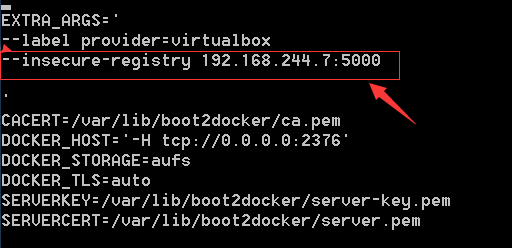 EXTRA_ARGS='
--label provider=virtualbox
--insecure-registry 192.168.244.7:5000
'
CACERT=/var/lib/boot2docker/ca.pem
DOCKER_HOST='-H tcp://0.0.0.0:2376'
DOCKER_STORAGE=aufs
DOCKER_TLS=auto
SERVERKEY=/var/lib/boot2docker/server-key.pem
SERVERCERT=/var/lib/boot2docker/server.pem